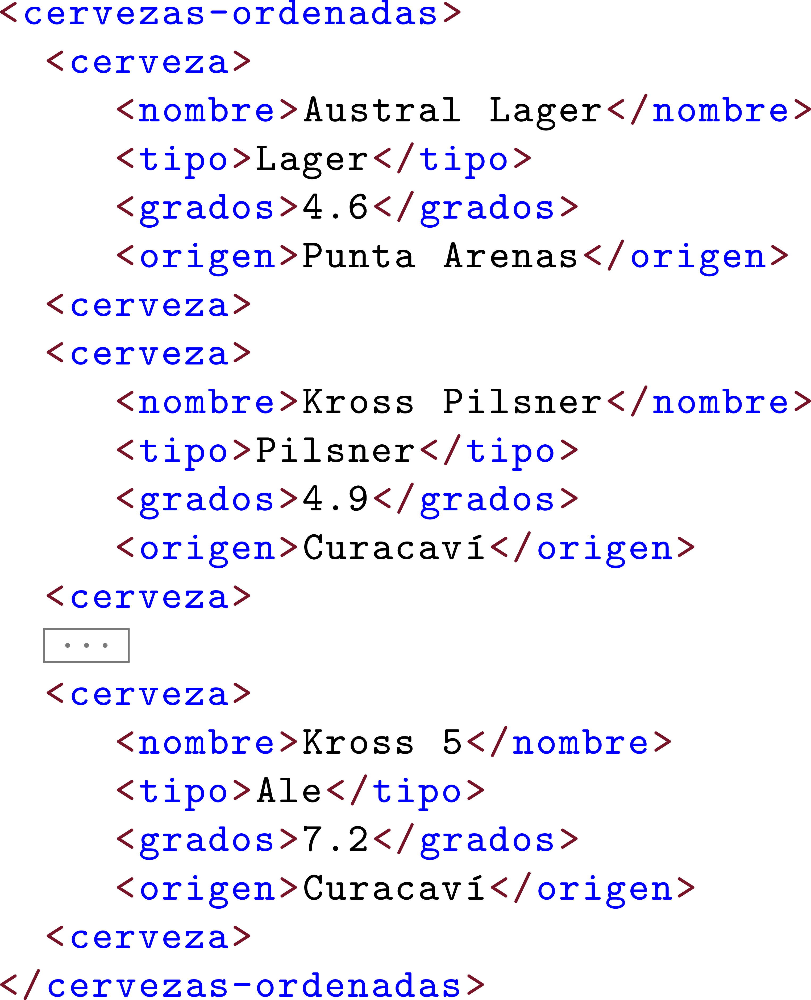 <cervezas-ordenadas>
<cerveza>
<nombre>Austral Lager</nombre>
<tipo>Lager</tipo>
<grados>4.6</grados>
<origen>Punta Arenas</origen>
<cerveza>
<cerveza>
<nombre>Kross Pilsner</nombre>
<tipo>Pilsner</tipo>
<grados>4.9</grados>
<origen>Curacaví</origen>
<cerveza>
...
<cerveza>
<nombre>Kross 5</nombre>
<tipo>Ale</tipo>
<grados>7.2</grados>
<origen>Curacaví</origen>
<cerveza>
</cervezas-ordenadas>